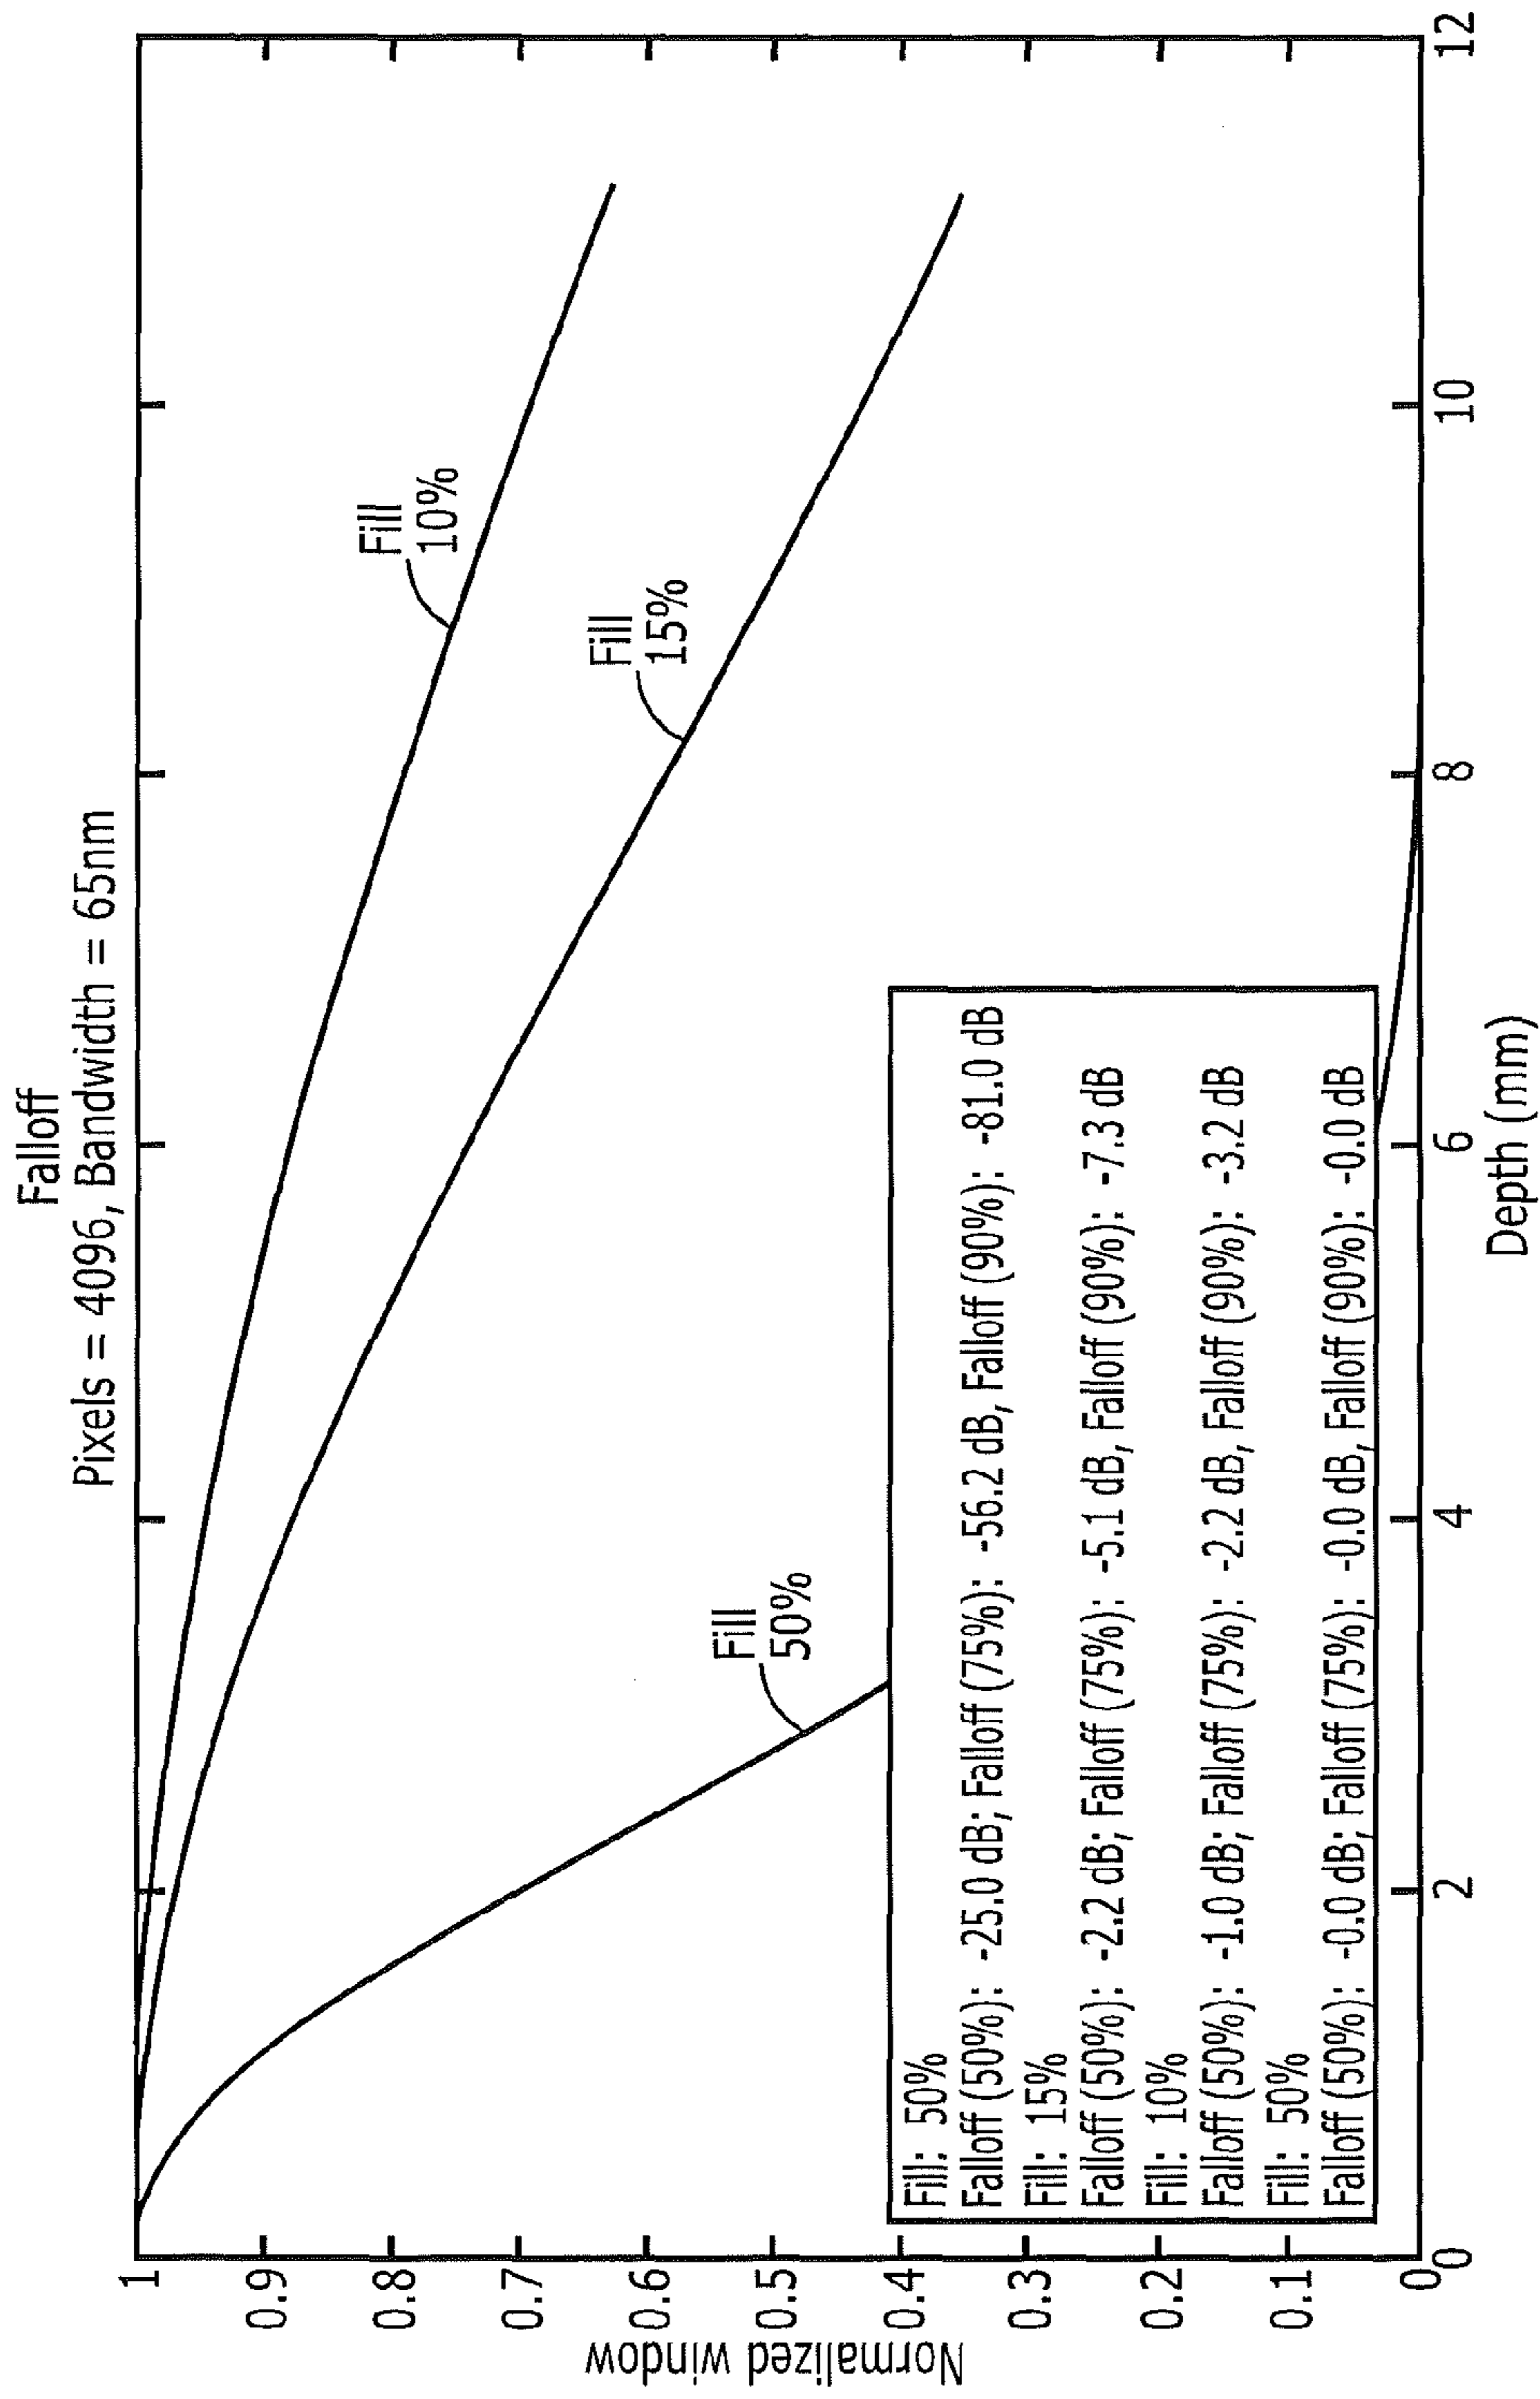 Falloff
Pixels = 4096, Bandwidth = 65nm
1
0.9
0.8
0.7
0.6
0.5
0.4
0.3
0.2
0.1
0
Normalized window
Fill
10%
Fill
15%
Fill
50%
Fill: 50%
Falloff (50%): -25.0 dB; Falloff (75%): -56.2 dB, Falloff (90%): -81.0 dB
Fill: 15%
Falloff (50%): -2.2 dB; Falloff (75%): -5.1 dB, Falloff (90%): -7.3 dB
Fill: 10%
Falloff (50%): -1.0 dB; Falloff (75%): -2.2 dB, Falloff (90%): -3.2 dB
Fill: 50%
Falloff (50%): -0.0 dB; Falloff (75%): -0.0 dB, Falloff (90%): -0.0 dB
0
2
4
6
8
10
12
Depth (mm)